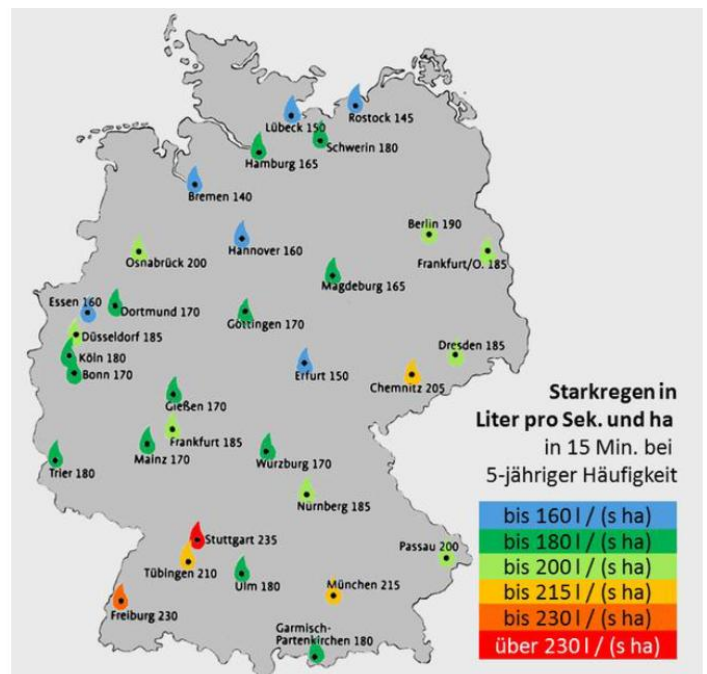 Rostock 145
Lübeck 150
Schwerin 180
Hamburg 165
Bremen 140
Berlin 190
Hannover 160
Osnabrück 200
Frankfurt/O. 185
Magdeburg 165
Essen 160
Dortmund 170
Göttingen 170
Düsseldorf 185
Dresden 185
Köln 180
Bonn 170
Erfurt 150
Chemnitz 205
Gießen 170
Frankfurt 185
Mainz 170
Würzburg 170
Trier 180
Nürnberg 185
Stuttgart 235
Passau 200
Tübingen 210
Ulm 180
München 215
Freiburg 230
Garmisch-
Partenkirchen 180
Starkregen in
Liter pro Sek. und ha
in 15 Min. bei
5-jähriger Häufigkeit
bis 160 l / (s ha)
bis 180 l / (s ha)
bis 200 l / (s ha)
bis 215 l / (s ha)
bis 230 l / (s ha)
über 230 l / (s ha)